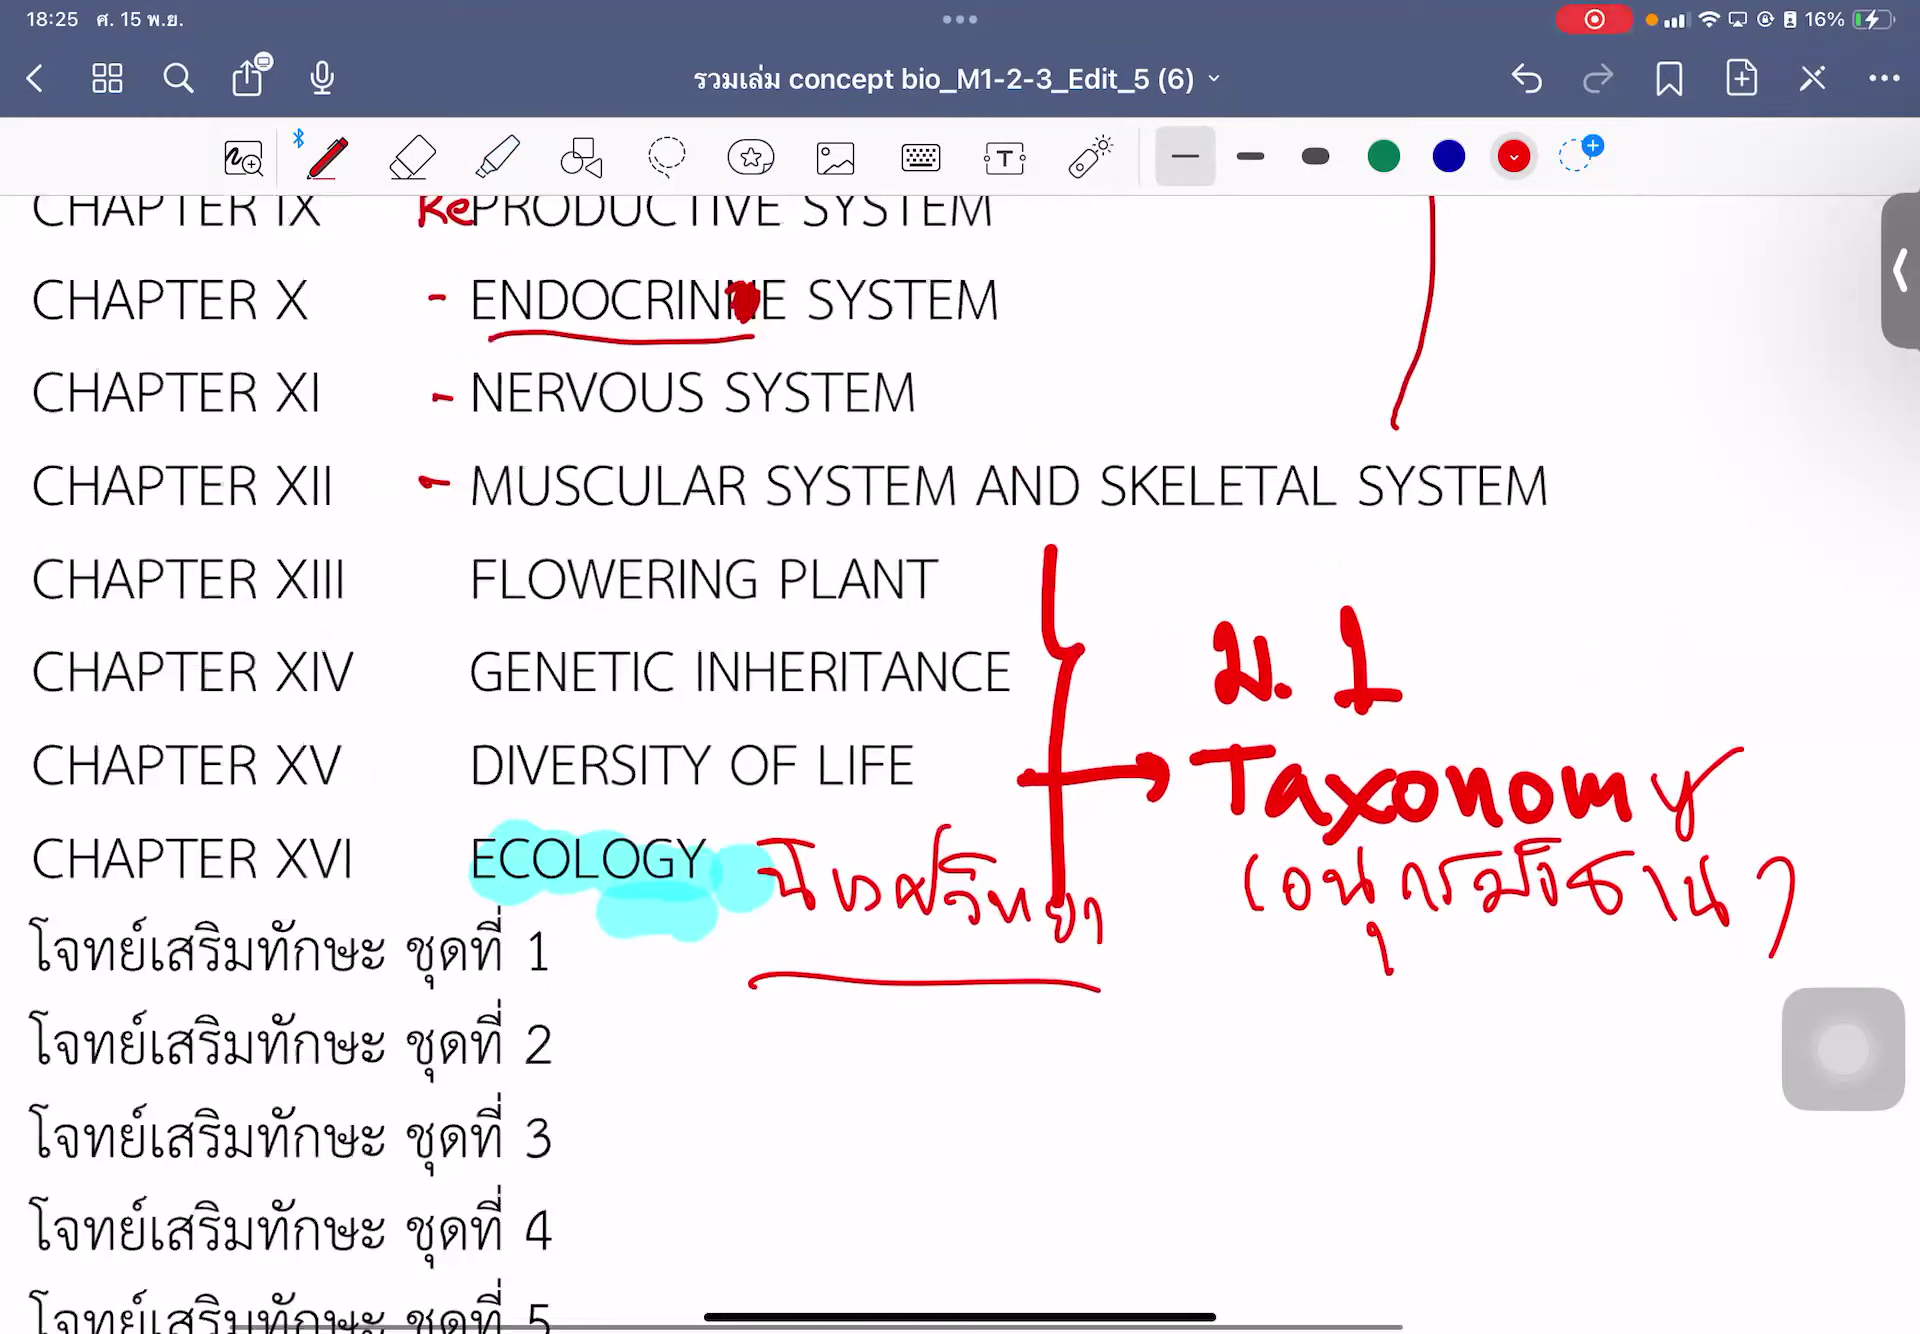 18:25 ศ. 15 พ.ย.
16%
รวมเล่ม concept bio_M1-2-3_Edit_5 (6)
CHAPTER IX RePRODUCTIVE SYSTEM
CHAPTER X - ENDOCRINE SYSTEM
CHAPTER XI - NERVOUS SYSTEM
CHAPTER XII - MUSCULAR SYSTEM AND SKELETAL SYSTEM
CHAPTER XIII FLOWERING PLANT
ม. 1
CHAPTER XIV GENETIC INHERITANCE
CHAPTER XV DIVERSITY OF LIFE → Taxonomy
CHAPTER XVI ECOLOGY นิเวศวิทยา (อนุกรมวิธาน)
โจทย์เสริมทักษะ ชุดที่ 1
โจทย์เสริมทักษะ ชุดที่ 2
โจทย์เสริมทักษะ ชุดที่ 3
โจทย์เสริมทักษะ ชุดที่ 4
โจทย์เสริมทักษะ ชุดที่ 5